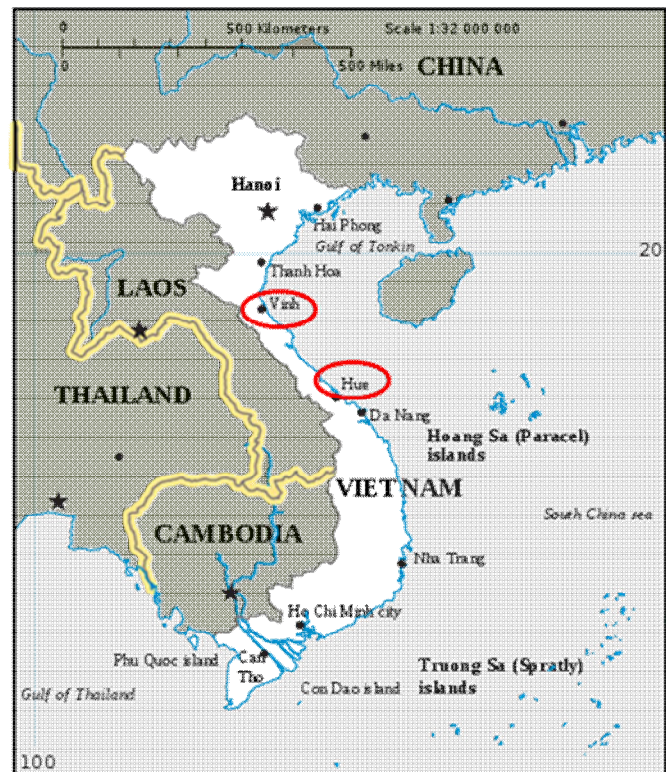 0 500 Kilometers Scale 1:32 000 000
0 500 Miles
CHINA
Hanoi
Hai Phong
Gulf of Tonkin
20
Thanh Hoa
LAOS
Vinh
THAILAND
Hue
Da Nang
Hoang Sa (Paracel)
islands
VIET NAM
South China sea
CAMBODIA
Nha Trang
Ho Chi Minh city
Phu Quoc island
Can
Tho
Truong Sa (Spratly)
islands
Gulf of Thailand
Con Dao island
100